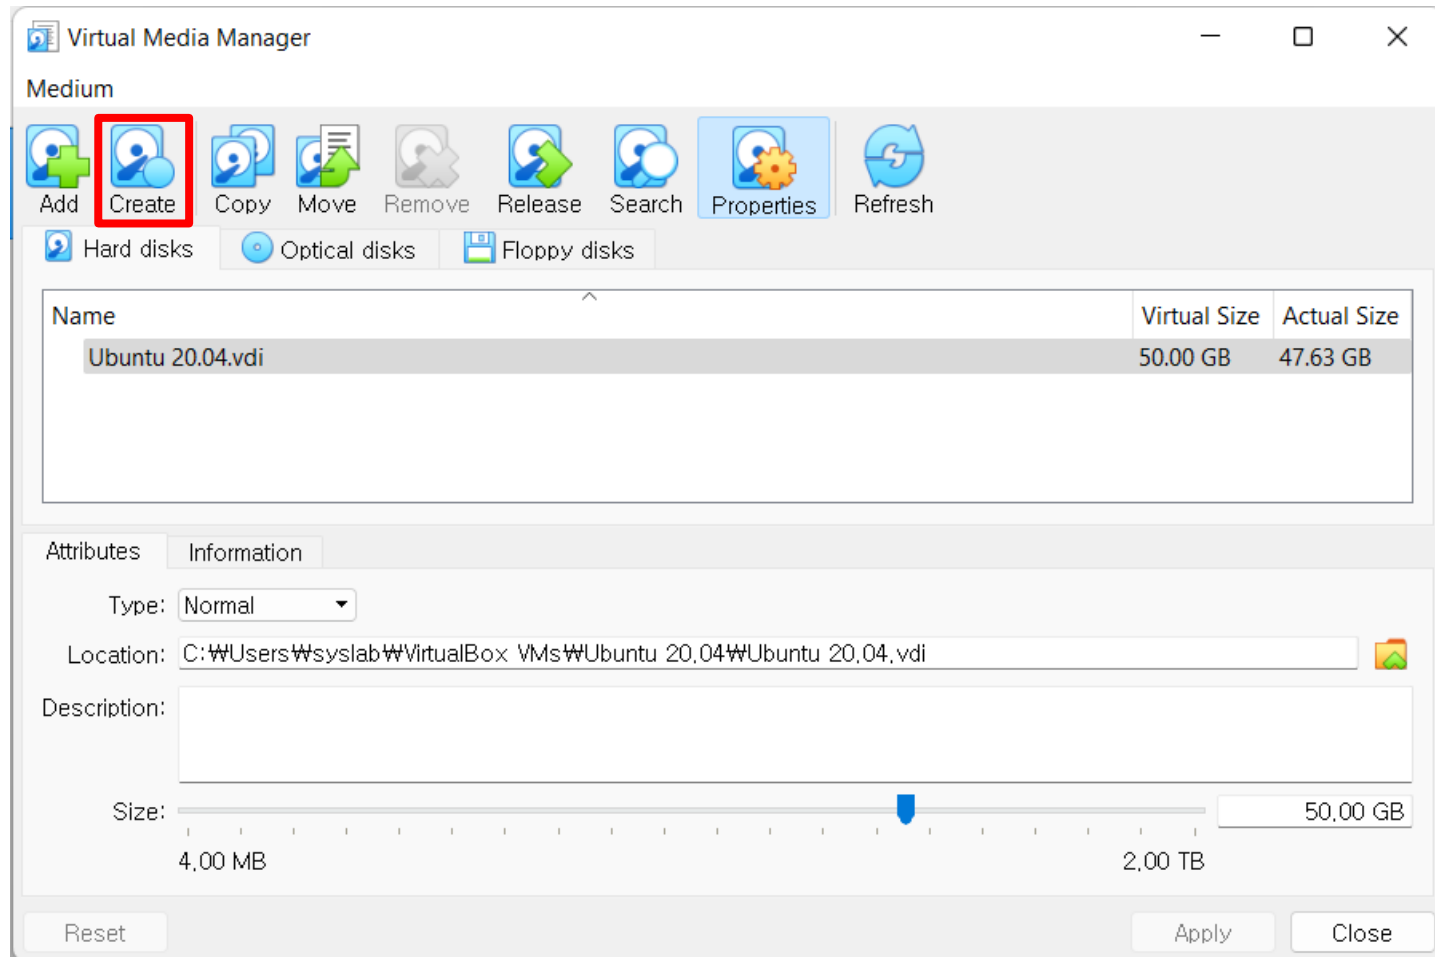 Virtual Media Manager
Medium
Add Create Copy Move Remove Release Search Properties Refresh
Hard disks Optical disks Floppy disks
Name Virtual Size Actual Size
Ubuntu 20.04.vdi 50.00 GB 47.63 GB
Attributes Information
Type: Normal
Location: C:₩Users₩syslab₩VirtualBox VMs₩Ubuntu 20.04₩Ubuntu 20.04.vdi
Description:
Size: 50.00 GB
4.00 MB 2.00 TB
Reset Apply Close